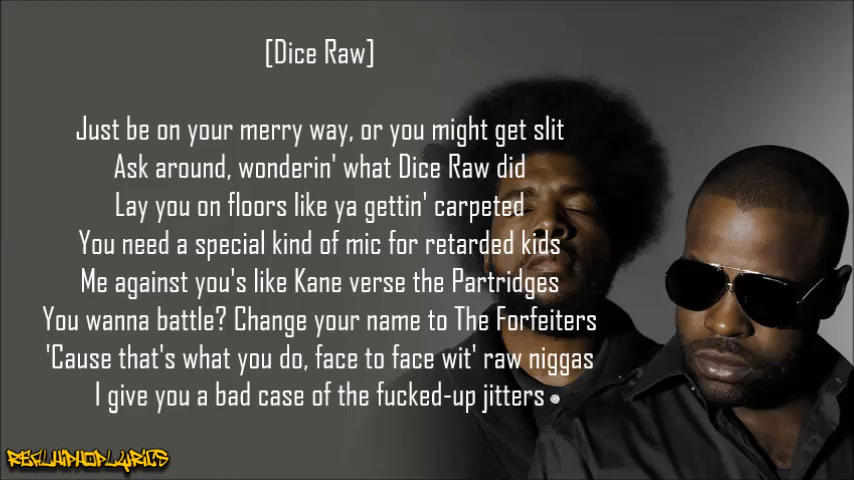 [Dice Raw]
Just be on your merry way, or you might get slit
Ask around, wonderin' what Dice Raw did
Lay you on floors like ya gettin' carpeted
You need a special kind of mic for retarded kids
Me against you's like Kane verse the Partridges
You wanna battle? Change your name to The Forfeiters
'Cause that's what you do, face to face wit' raw niggas
I give you a bad case of the fucked-up jitters
REALHIPHOPLYRICS